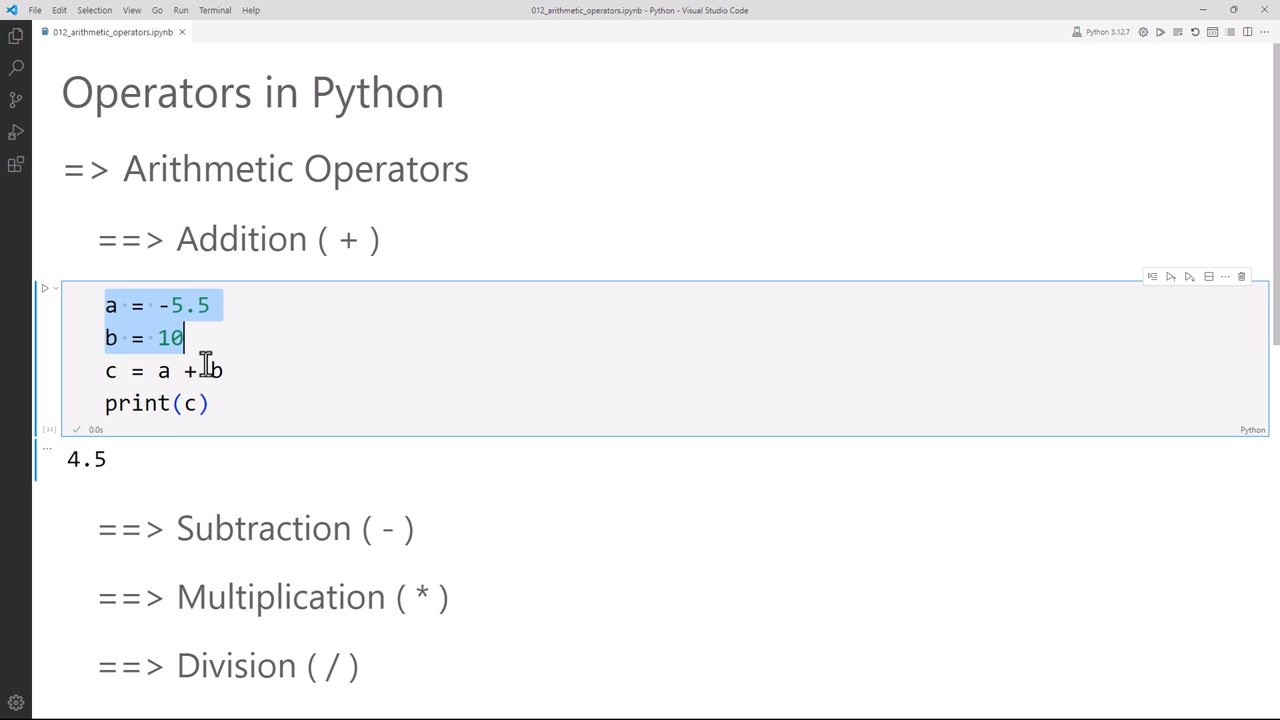 File Edit Selection View Go Run Terminal Help
012_arithmetic_operators.ipynb - Python - Visual Studio Code
012_arithmetic_operators.ipynb
Python 3.12.7
Operators in Python
=> Arithmetic Operators
==> Addition ( + )
a = -5.5
b = 10
c = a + b
print(c)
[33]
0.0s
Python
4.5
==> Subtraction ( - )
==> Multiplication ( * )
==> Division ( / )